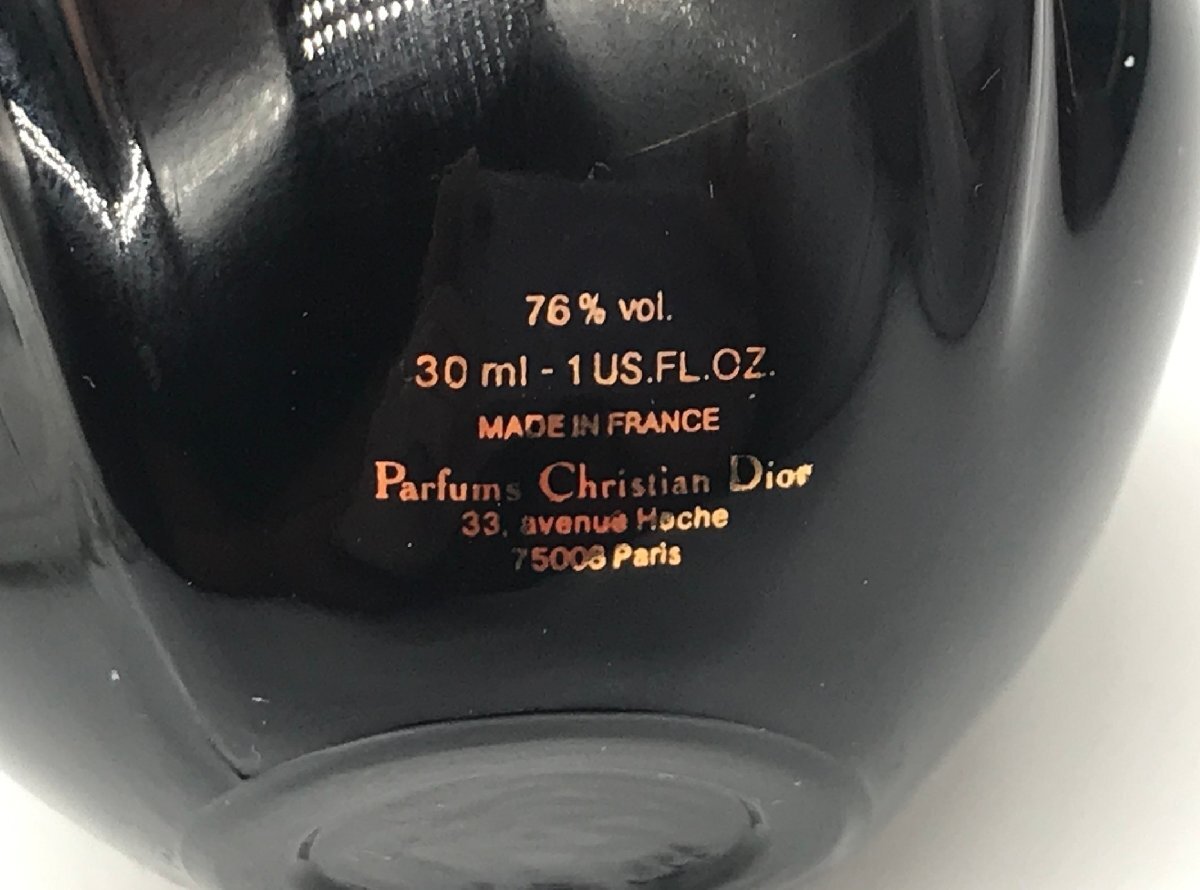 76% vol.
30 ml - 1 US.FL.OZ.
MADE IN FRANCE
Parfums Christian Dior
33, avenue Hoche
75008 Paris